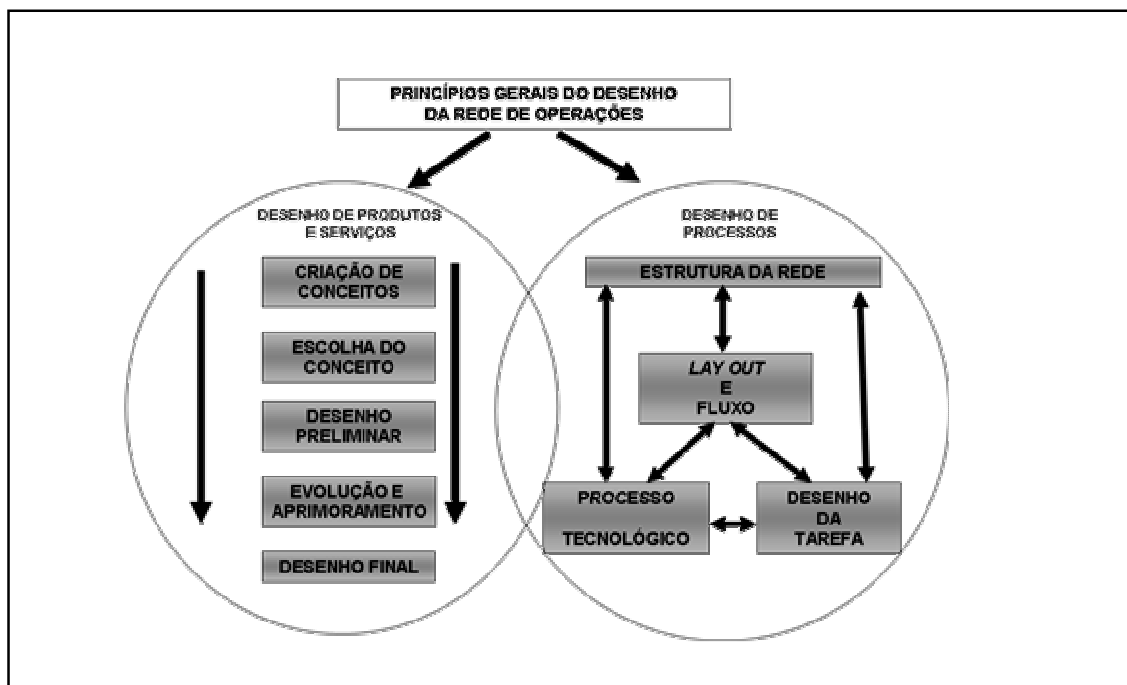 PRINCÍPIOS GERAIS DO DESENHO
DA REDE DE OPERAÇÕES
DESENHO DE PRODUTOS
E SERVIÇOS
CRIAÇÃO DE
CONCEITOS
ESCOLHA DO
CONCEITO
DESENHO
PRELIMINAR
EVOLUÇÃO E
APRIMORAMENTO
DESENHO FINAL
DESENHO DE
PROCESSOS
ESTRUTURA DA REDE
LAY OUT
E
FLUXO
PROCESSO
TECNOLÓGICO
DESENHO
DA
TAREFA